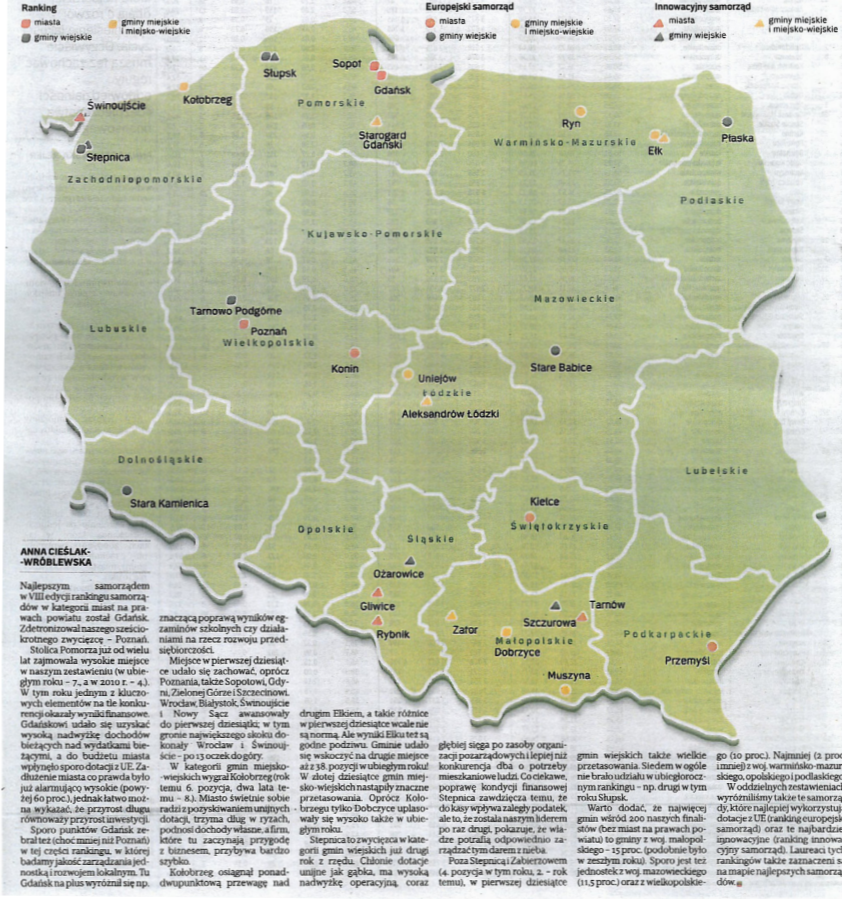 Ranking
miasta
gminy wiejskie
gminy miejskie
i miejsko-wiejskie
Europejski samorząd
miasta
gminy wiejskie
gminy miejskie
i miejsko-wiejskie
Innowacyjny samorząd
miasta
gminy wiejskie
gminy miejskie
i miejsko-wiejskie
Słupsk
Sopot
Gdańsk
Pomorskie
Kołobrzeg
Świnoujście
Stepnica
Zachodniopomorskie
Starogard
Gdański
Ryn
Warmińsko-Mazurskie
Ełk
Płaska
Podlaskie
Kujawsko-Pomorskie
Mazowieckie
Lubuskie
Tarnowo Podgórne
Poznań
Wielkopolskie
Konin
Uniejów
Łódzkie
Aleksandrów Łódzki
Stare Babice
Dolnośląskie
Stara Kamienica
Lubelskie
Opolskie
Śląskie
Kielce
Świętokrzyskie
Ożarowice
Gliwice
Rybnik
Zator
Szczurowa
Tarnów
Małopolskie
Dobrzyce
Muszyna
Podkarpackie
Przemyśl
ANNA CIEŚLAK-
-WRÓBLEWSKA
Najlepszym samorządem
w VIII edycji rankingu samorzą-
dów w kategorii miast na pra-
wach powiatu został Gdańsk.
Zdetronizował naszego sześcio-
krotnego zwycięzcę – Poznań.
Stolica Pomorza już od wielu
lat zajmowała wysokie miejsce
w naszym zestawieniu (w ubie-
głym roku – 7., a w 2010 r. – 4.).
W tym roku jednym z kluczo-
wych elementów na tle konku-
rencji okazały wyniki finansowe.
Gdańskowi udało się uzyskać
wysoką nadwyżkę dochodów
bieżących nad wydatkami bie-
żącymi, a do budżetu miasta
wpłynęło sporo dotacji z UE. Za-
dłużenie miasta co prawda było
już alarmująco wysokie (powy-
żej 60 proc.), jednak łatwo moż-
na wykazać, że przyrost długu
równoważy przyrost inwestycji.
Sporo punktów Gdańsk ze-
brał też (choć mniej niż Poznań)
w tej części rankingu, w której
badamy jakość zarządzania jed-
nostką i rozwojem lokalnym. Tu
Gdańsk na plus wyróżnił się np.
znaczącą poprawą wyników eg-
zaminów szkolnych czy działa-
niami na rzecz rozwoju przed-
siębiorczości.
Miejsce w pierwszej dziesiąt-
ce udało się zachować, oprócz
Poznania, także Sopotowi, Gdy-
ni, Zielonej Górze i Szczecinowi.
Wrocław, Białystok, Świnoujście
i Nowy Sącz awansowały
do pierwszej dziesiątki; w tym
gronie największego skoku do-
konały Wrocław i Świnouj-
ście – po 13 oczek do góry.
W kategorii gmin miejsko-
-wiejskich wygrał Kołobrzeg (rok
temu 6. pozycja, dwa lata te-
mu – 8.). Miasto świetnie sobie
radzi z pozyskiwaniem unijnych
dotacji, trzyma dług w ryzach,
podnosi dochody własne, a firm,
które tu zaczynają przygodę
z biznesem, przybywa bardzo
szybko.
Kołobrzeg osiągnął ponad-
dwupunktową przewagę nad
drugim Ełkiem, a takie różnice
w pierwszej dziesiątce wcale nie
są normą. Ale wyniki Ełku też są
godne podziwu. Gminie udało
się wskoczyć na drugie miejsce
aż z 38. pozycji w ubiegłym roku!
W złotej dziesiątce gmin miej-
sko-wiejskich nastąpiły znaczne
przetasowania. Oprócz Koło-
brzegu tylko Dobczyce uplaso-
wały się wysoko także w ubie-
głym roku.
Stepnica to zwycięzca w kate-
gorii gmin wiejskich już drugi
rok z rzędu. Chłonie dotacje
unijne jak gąbka, ma wysoką
nadwyżkę operacyjną, coraz
głębiej sięga po zasoby organi-
zacji pozarządowych i lepiej niż
konkurencja dba o potrzeby
mieszkaniowe ludzi. Co ciekawe,
poprawę kondycji finansowej
Stepnica zawdzięcza temu, że
do kasy wpływa zaległy podatek,
ale to, że została naszym liderem
po raz drugi, pokazuje, że wła-
dze potrafią odpowiednio za-
rządzać tym darem z nieba.
Poza Stepnicą i Zabierzowem
(4. pozycja w tym roku, 2. – rok
temu), w pierwszej dziesiątce
gmin wiejskich także wielkie
przetasowania. Siedem w ogóle
nie brało udziału w ubiegłorocz-
nym rankingu – np. drugi w tym
roku Słupsk.
Warto dodać, że najwięcej
gmin wśród 200 naszych finali-
stów (bez miast na prawach po-
wiatu) to gminy z woj. małopol-
skiego – 15 proc. (podobnie było
w zeszłym roku). Sporo jest też
jednostek z woj. mazowieckiego
(11,5 proc.) oraz z wielkopolskie-
go (10 proc.). Najmniej (2 proc
i mniej) z woj. warmińsko-mazur
skiego, opolskiego i podlaskiego
W oddzielnych zestawieniach
wyróżniliśmy także te samorzą
dy, które najlepiej wykorzystują
dotacje z UE (ranking europejski
samorząd) oraz te najbardzie
innowacyjne (ranking innowa
cyjny samorząd). Laureaci tych
rankingów także zaznaczeni są
na mapie najlepszych samorzą
dów.